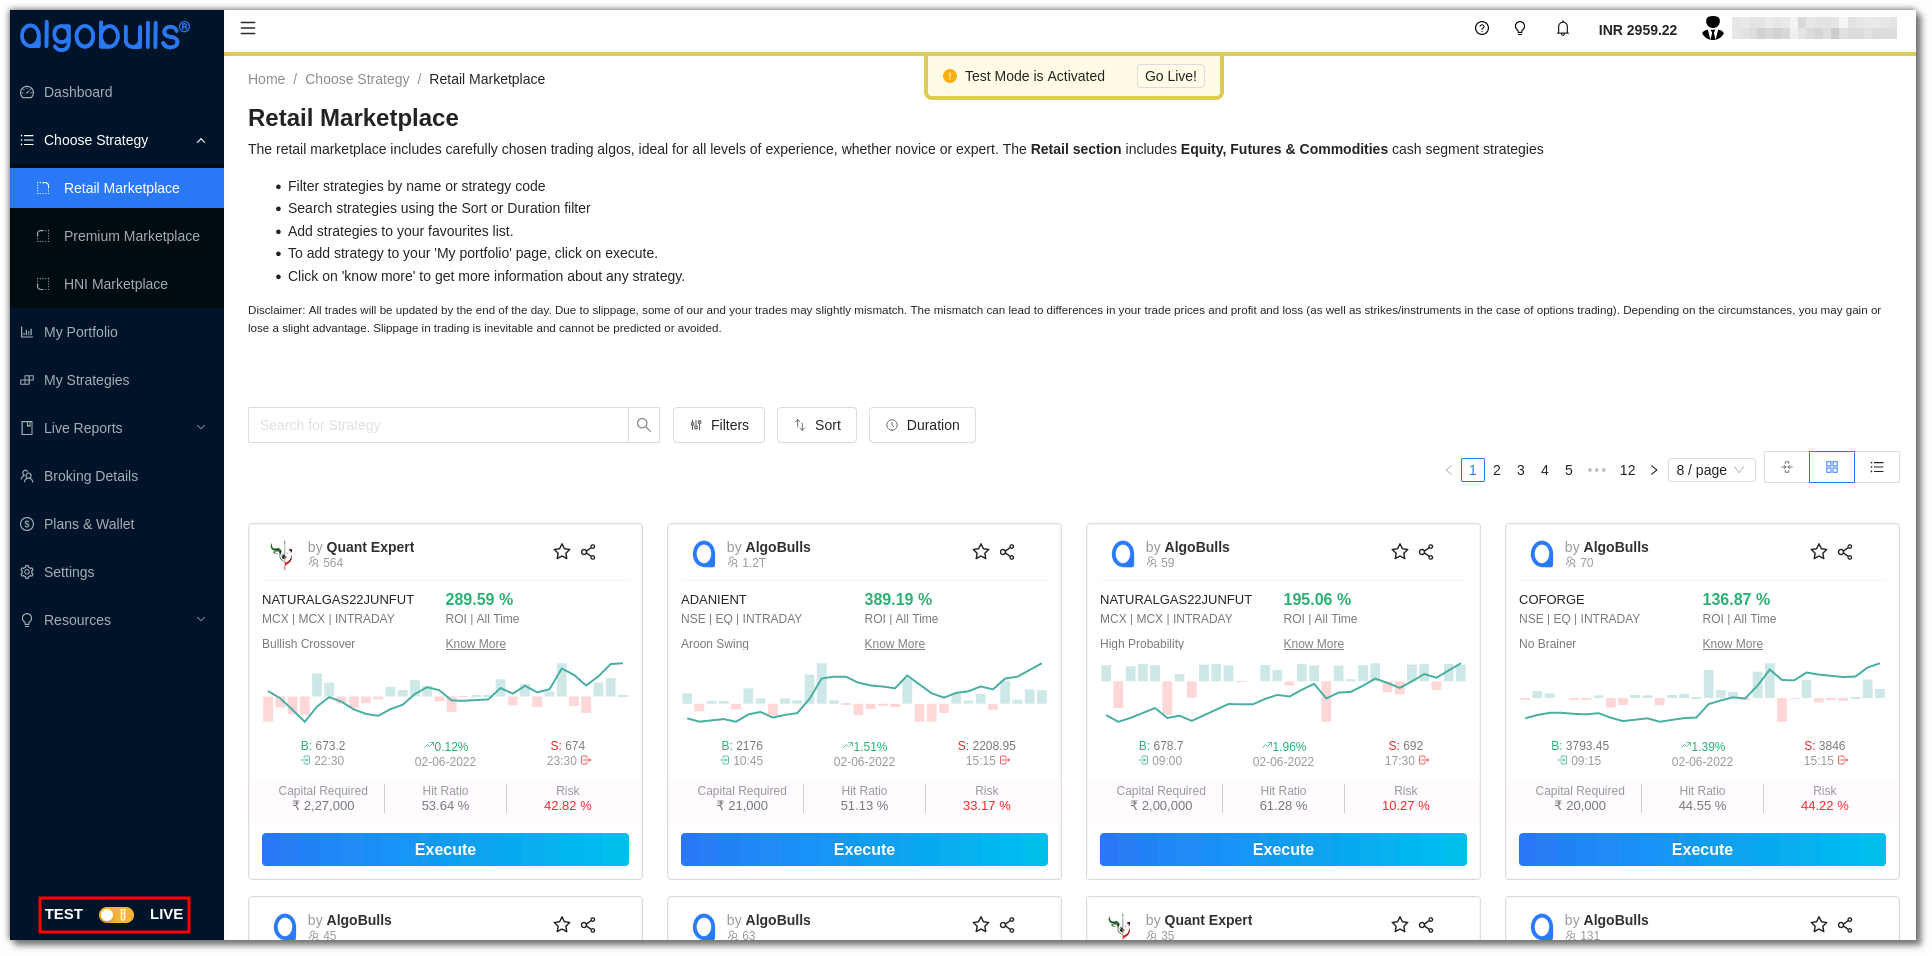 algobulls®
INR 2959.22
Home / Choose Strategy / Retail Marketplace
Test Mode is Activated Go Live!
Dashboard
Choose Strategy
Retail Marketplace
Premium Marketplace
HNI Marketplace
My Portfolio
My Strategies
Live Reports
Broking Details
Plans & Wallet
Settings
Resources
TEST LIVE
Retail Marketplace
The retail marketplace includes carefully chosen trading algos, ideal for all levels of experience, whether novice or expert. The Retail section includes Equity, Futures & Commodities cash segment strategies
• Filter strategies by name or strategy code
• Search strategies using the Sort or Duration filter
• Add strategies to your favourites list.
• To add strategy to your 'My portfolio' page, click on execute.
• Click on 'know more' to get more information about any strategy.
Disclaimer: All trades will be updated by the end of the day. Due to slippage, some of our and your trades may slightly mismatch. The mismatch can lead to differences in your trade prices and profit and loss (as well as strikes/instruments in the case of options trading). Depending on the circumstances, you may gain or
lose a slight advantage. Slippage in trading is inevitable and cannot be predicted or avoided.
Search for Strategy
Filters
Sort
Duration
1 2 3 4 5 ••• 12 8 / page
by Quant Expert
564
NATURALGAS22JUNFUT 289.59 %
MCX | MCX | INTRADAY ROI | All Time
Bullish Crossover Know More
B: 673.2 0.12% S: 674
22:30 02-06-2022 23:30
Capital Required Hit Ratio Risk
₹ 2,27,000 53.64 % 42.82 %
Execute
by AlgoBulls
1.2T
ADANIENT 389.19 %
NSE | EQ | INTRADAY ROI | All Time
Aroon Swing Know More
B: 2176 1.51% S: 2208.95
10:45 02-06-2022 15:15
Capital Required Hit Ratio Risk
₹ 21,000 51.13 % 33.17 %
Execute
by AlgoBulls
59
NATURALGAS22JUNFUT 195.06 %
MCX | MCX | INTRADAY ROI | All Time
High Probability Know More
B: 678.7 1.96% S: 692
09:00 02-06-2022 17:30
Capital Required Hit Ratio Risk
₹ 2,00,000 61.28 % 10.27 %
Execute
by AlgoBulls
70
COFORGE 136.87 %
NSE | EQ | INTRADAY ROI | All Time
No Brainer Know More
B: 3793.45 1.39% S: 3846
09:15 02-06-2022 15:15
Capital Required Hit Ratio Risk
₹ 20,000 44.55 % 44.22 %
Execute
by AlgoBulls
45
by AlgoBulls
63
by Quant Expert
35
by AlgoBulls
131